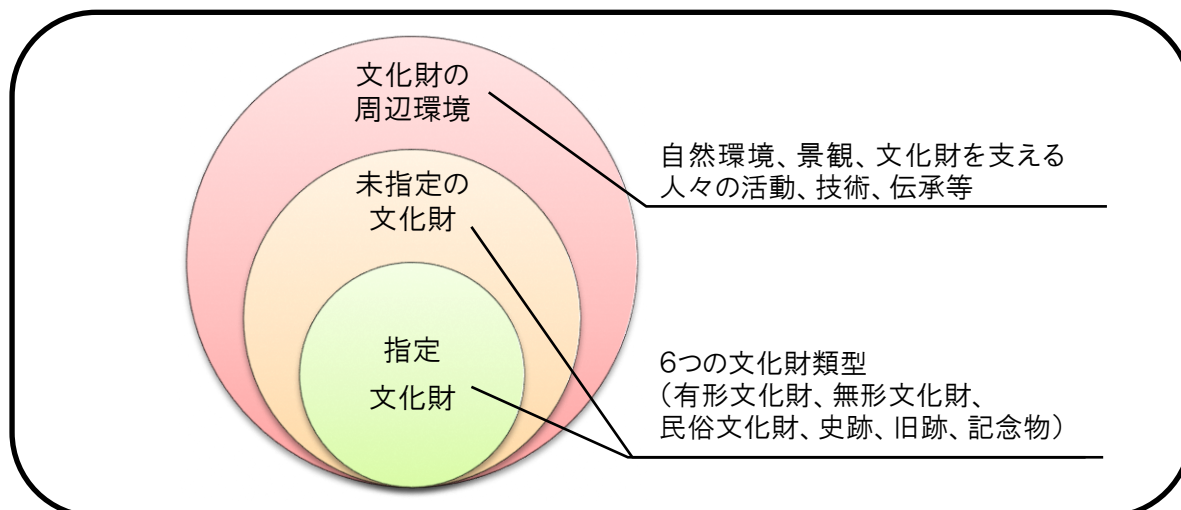 文化財の
周辺環境
未指定の
文化財
指定
文化財
自然環境、景観、文化財を支える
人々の活動、技術、伝承等
6つの文化財類型
(有形文化財、無形文化財、
民俗文化財、史跡、旧跡、記念物)